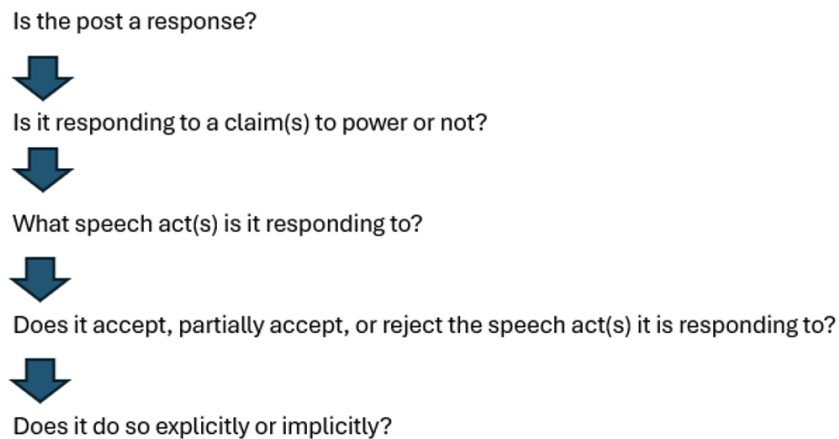 Is the post a response?
Is it responding to a claim(s) to power or not?
What speech act(s) is it responding to?
Does it accept, partially accept, or reject the speech act(s) it is responding to?
Does it do so explicitly or implicitly?